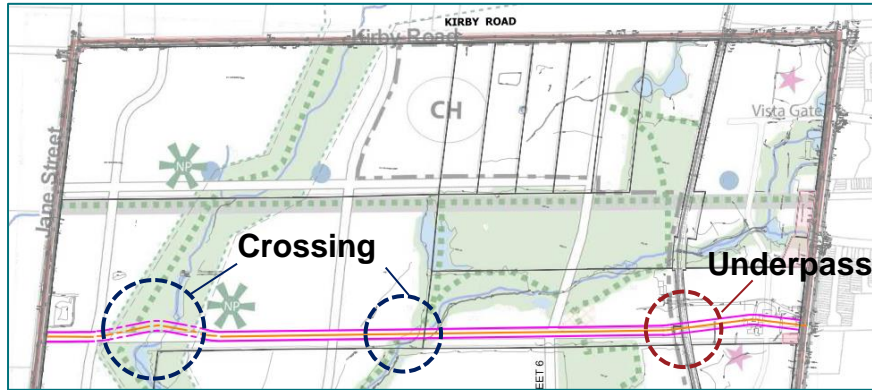 KIRBY ROAD
Kirby Road
CH
Vista Gate
Jane Street
NP
Crossing
Underpass
NP
EET 6